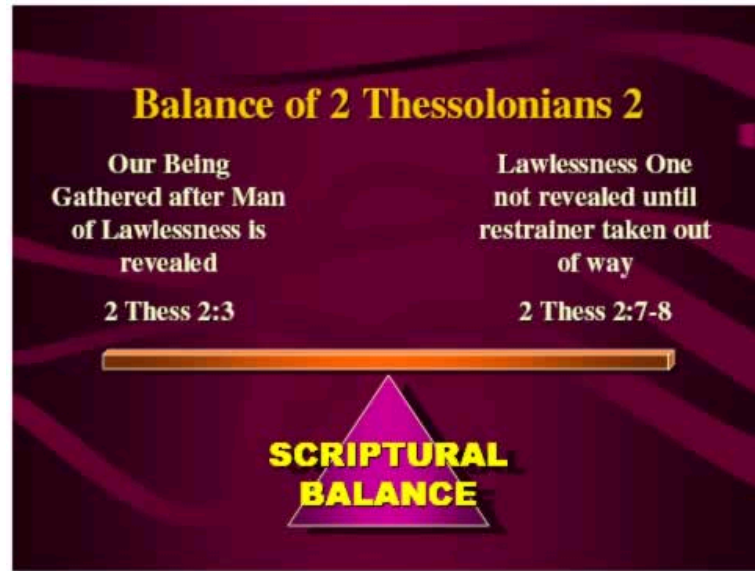 Balance of 2 Thessolonians 2
Our Being
Gathered after Man
of Lawlessness is
revealed
2 Thess 2:3
Lawlessness One
not revealed until
restrainer taken out
of way
2 Thess 2:7-8
SCRIPTURAL
BALANCE